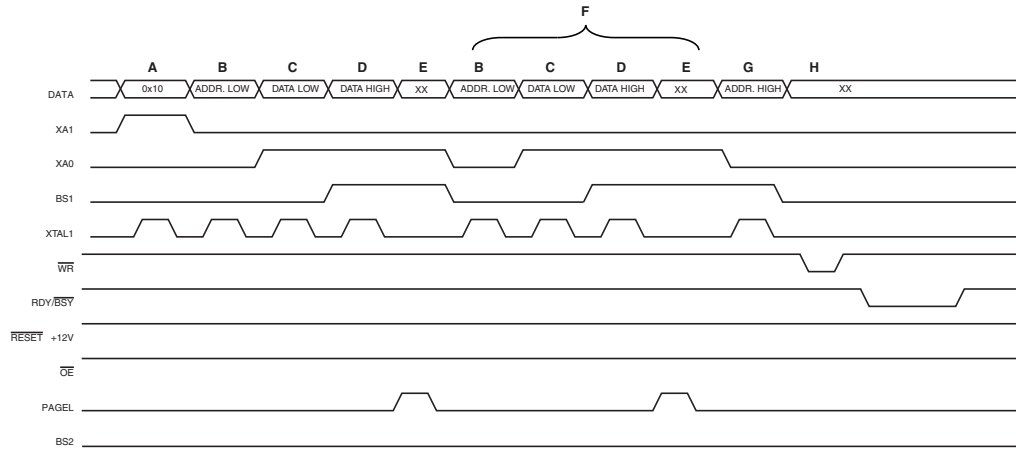 F
A B C D E B C D E G H
DATA 0x10 ADDR. LOW DATA LOW DATA HIGH XX ADDR. LOW DATA LOW DATA HIGH XX ADDR. HIGH XX
XA1
XA0
BS1
XTAL1
WR
RDY/BSY
RESET +12V
OE
PAGEL
BS2